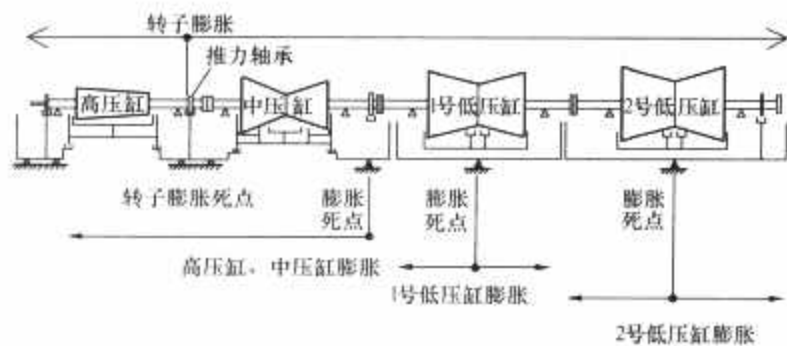 转子膨胀
推力轴承
高压缸
中压缸
1号低压缸
2号低压缸
转子膨胀死点
膨胀
死点
膨胀
死点
膨胀
死点
高压缸、中压缸膨胀
1号低压缸膨胀
2号低压缸膨胀